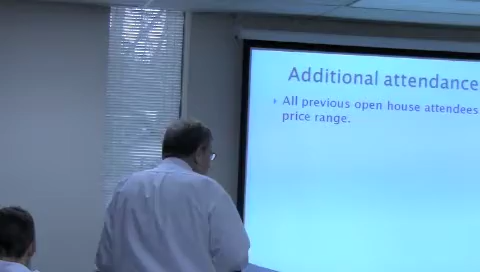 Additional attendance
All previous open house attendees
price range.